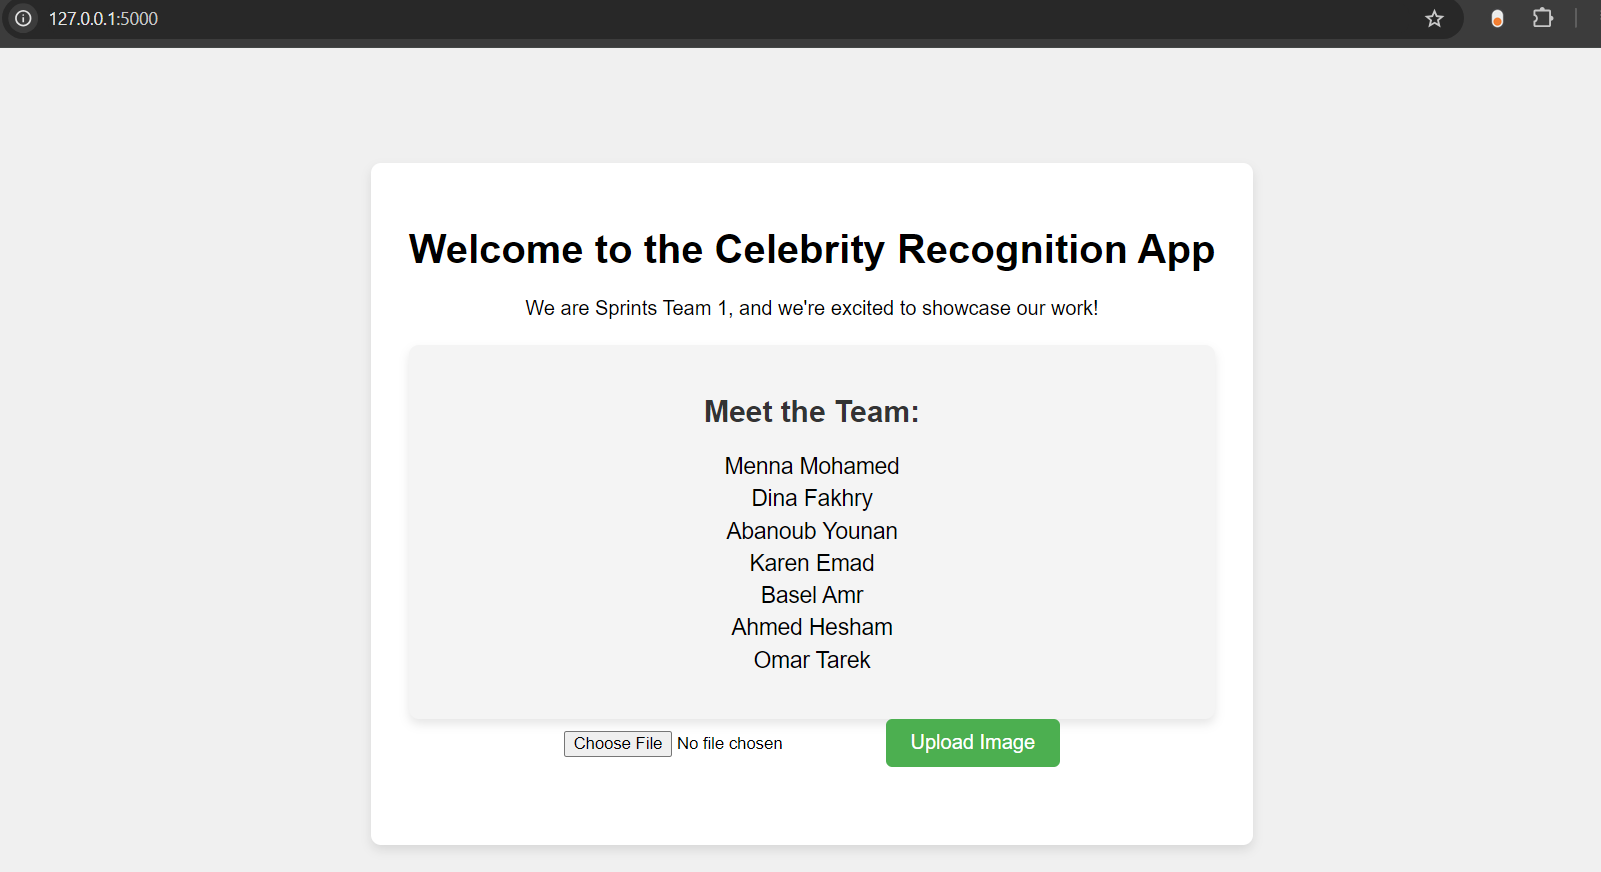 127.0.0.1:5000
Welcome to the Celebrity Recognition App
We are Sprints Team 1, and we're excited to showcase our work!
Meet the Team:
Menna Mohamed
Dina Fakhry
Abanoub Younan
Karen Emad
Basel Amr
Ahmed Hesham
Omar Tarek
Choose File No file chosen Upload Image